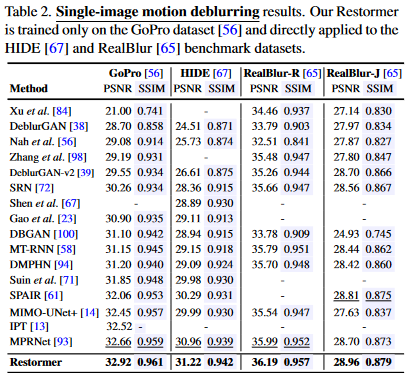 Table 2. Single-image motion deblurring results. Our Restormer
is trained only on the GoPro dataset [56] and directly applied to the
HIDE [67] and RealBlur [65] benchmark datasets.
GoPro [56] HIDE [67] RealBlur-R [65] RealBlur-J [65]
Method PSNR SSIM PSNR SSIM PSNR SSIM PSNR SSIM
Xu et al. [84] 21.00 0.741 - 34.46 0.937 27.14 0.830
DeblurGAN [38] 28.70 0.858 24.51 0.871 33.79 0.903 27.97 0.834
Nah et al. [56] 29.08 0.914 25.73 0.874 32.51 0.841 27.87 0.827
Zhang et al. [98] 29.19 0.931 - 35.48 0.947 27.80 0.847
DeblurGAN-v2 [39] 29.55 0.934 26.61 0.875 35.26 0.944 28.70 0.866
SRN [72] 30.26 0.934 28.36 0.915 35.66 0.947 28.56 0.867
Shen et al. [67] - 28.89 0.930 - -
Gao et al. [23] 30.90 0.935 29.11 0.913 - -
DBGAN [100] 31.10 0.942 28.94 0.915 33.78 0.909 24.93 0.745
MT-RNN [58] 31.15 0.945 29.15 0.918 35.79 0.951 28.44 0.862
DMPHN [94] 31.20 0.940 29.09 0.924 35.70 0.948 28.42 0.860
Suin et al. [71] 31.85 0.948 29.98 0.930 - -
SPAIR [61] 32.06 0.953 30.29 0.931 - 28.81 0.875
MIMO-UNet+ [14] 32.45 0.957 29.99 0.930 35.54 0.947 27.63 0.837
IPT [13] 32.52 - - - -
MPRNet [93] 32.66 0.959 30.96 0.939 35.99 0.952 28.70 0.873
Restormer 32.92 0.961 31.22 0.942 36.19 0.957 28.96 0.879